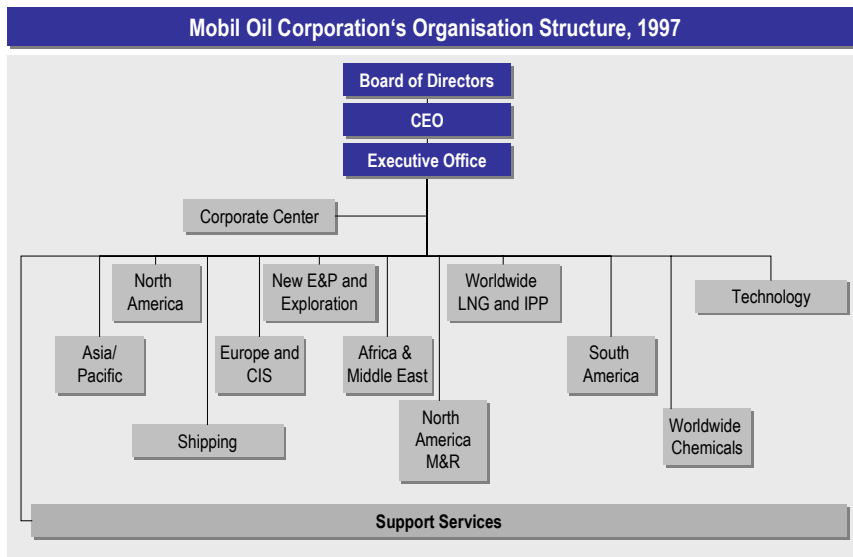 Mobil Oil Corporation‘s Organisation Structure, 1997
Board of Directors
CEO
Executive Office
Corporate Center
North
America
New E&P and
Exploration
Worldwide
LNG and IPP
Technology
Asia/
Pacific
Europe and
CIS
Africa &
Middle East
South
America
Shipping
North
America
M&R
Worldwide
Chemicals
Support Services